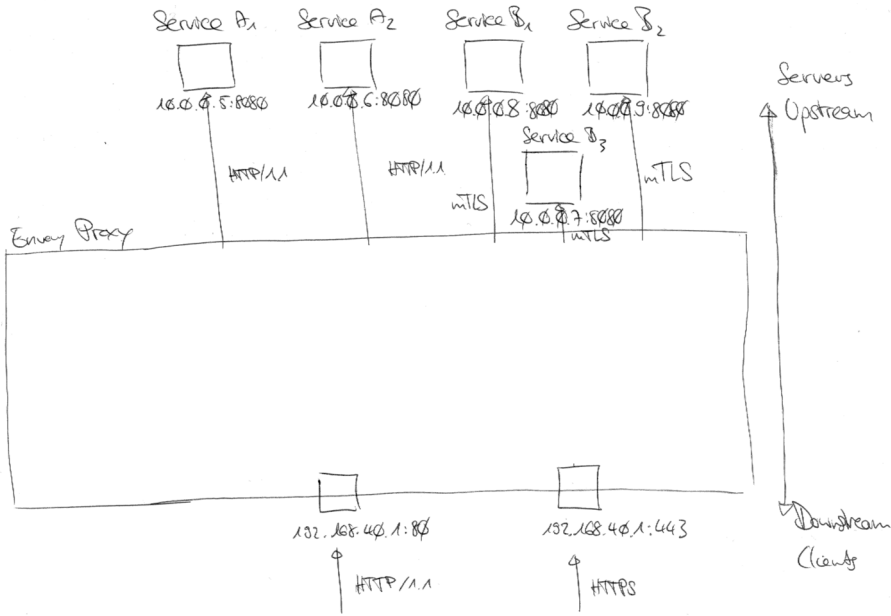 Service A1
Service A2
Service B1
Service B2
10.0.0.5:8080
10.0.0.6:8080
10.0.0.8:8080
10.0.0.9:8080
Servers
Upstream
Service B3
HTTP/1.1
HTTP/1.1
mTLS
mTLS
10.0.0.7:8080
mTLS
Envoy Proxy
192.168.40.1:80
192.168.40.1:443
Downstream
Clients
HTTP/1.1
HTTPS